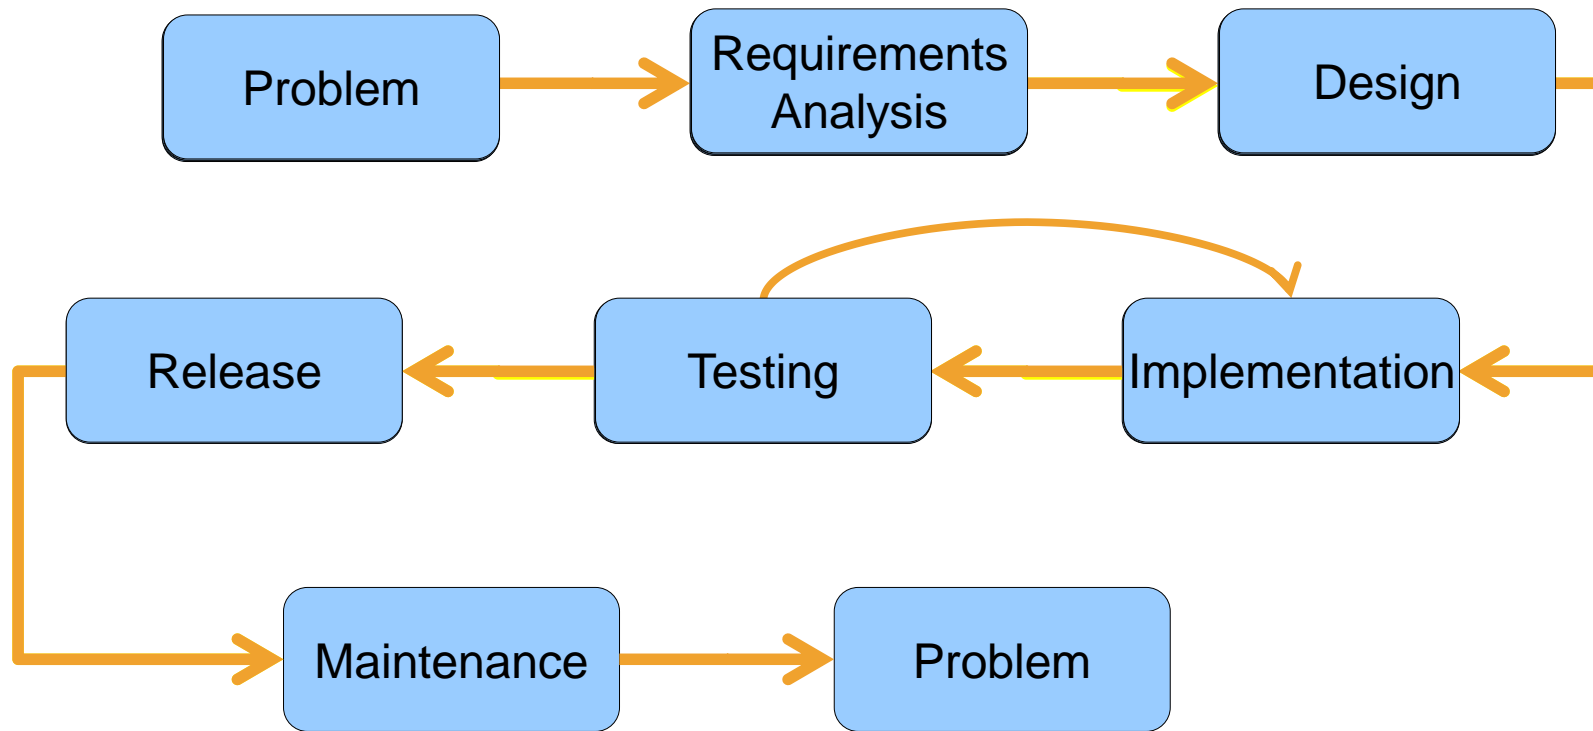 Problem
Requirements
Analysis
Design
Release
Testing
Implementation
Maintenance
Problem